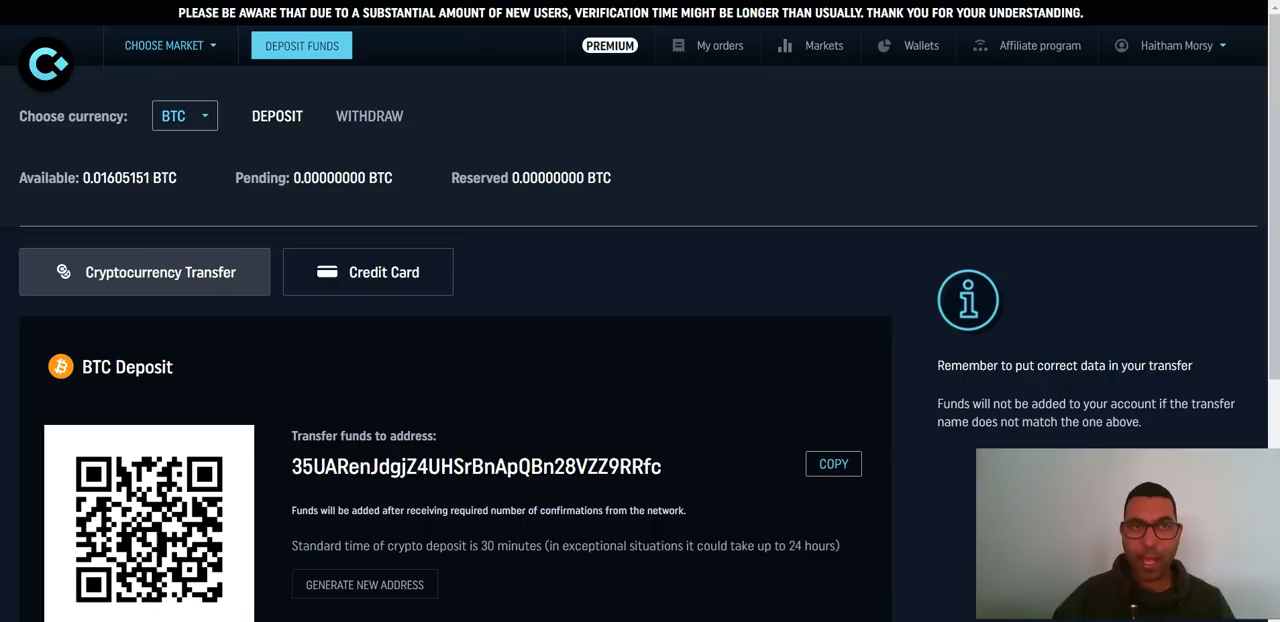 PLEASE BE AWARE THAT DUE TO A SUBSTANTIAL AMOUNT OF NEW USERS, VERIFICATION TIME MIGHT BE LONGER THAN USUALLY. THANK YOU FOR YOUR UNDERSTANDING.
CHOOSE MARKET DEPOSIT FUNDS PREMIUM My orders Markets Wallets Affiliate program Haitham Morsy
Choose currency: BTC DEPOSIT WITHDRAW
Available: 0.01605151 BTC Pending: 0.00000000 BTC Reserved 0.00000000 BTC
Cryptocurrency Transfer Credit Card
BTC Deposit
Transfer funds to address:
35UARenJdgjZ4UHSrBnApQBn28VZZ9RRfc COPY
Funds will be added after receiving required number of confirmations from the network.
Standard time of crypto deposit is 30 minutes (in exceptional situations it could take up to 24 hours)
GENERATE NEW ADDRESS
Remember to put correct data in your transfer
Funds will not be added to your account if the transfer
name does not match the one above.